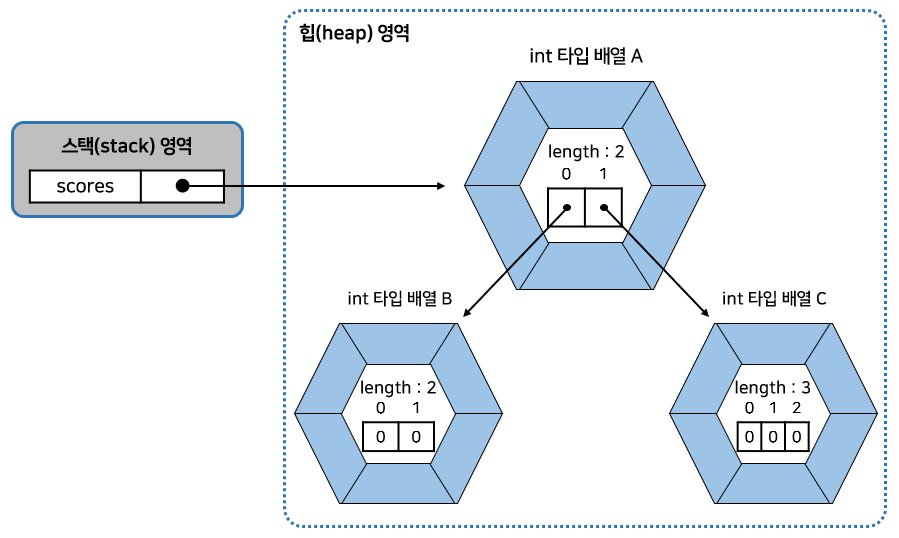 힙(heap) 영역
int 타입 배열 A
스택(stack) 영역
scores
length : 2
0 1
int 타입 배열 B
length : 2
0 1
0 0
int 타입 배열 C
length : 3
0 1 2
0 0 0